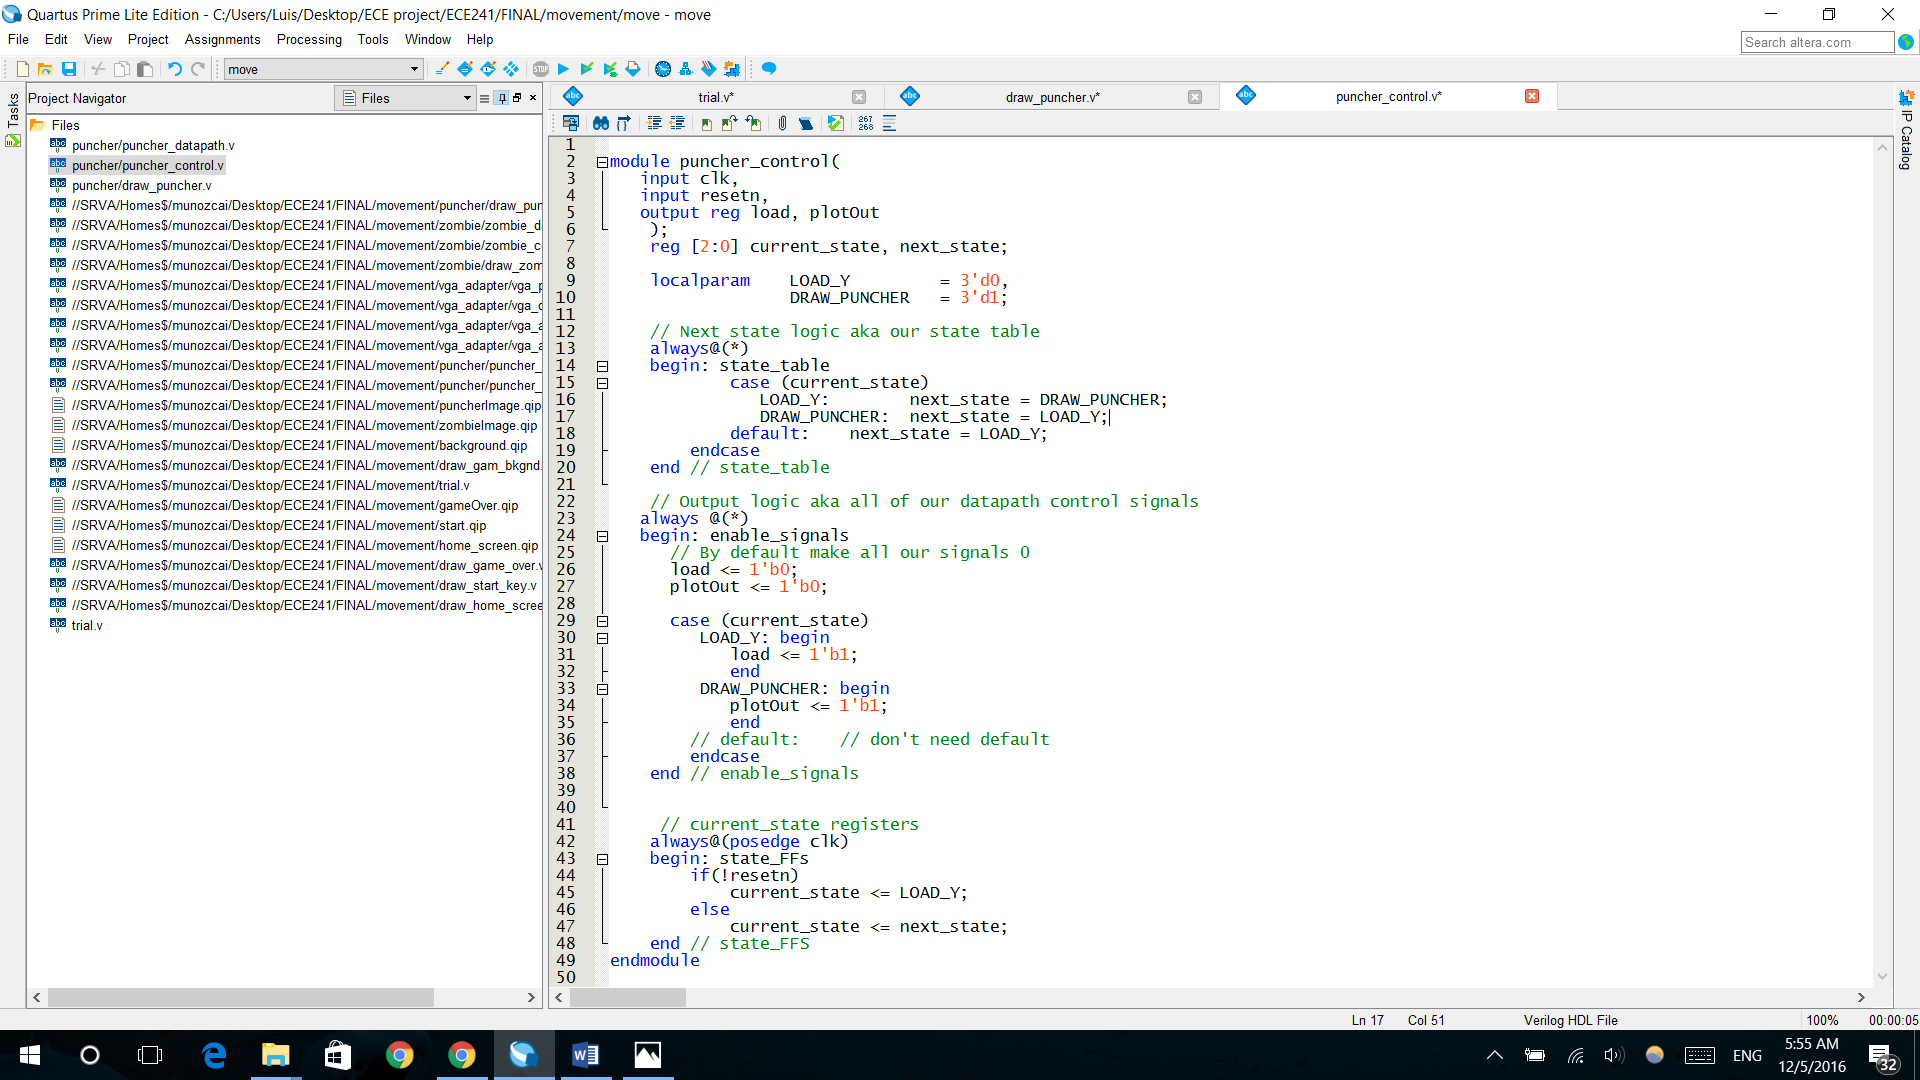 Quartus Prime Lite Edition - C:/Users/Luis/Desktop/ECE project/ECE241/FINAL/movement/move - move
File Edit View Project Assignments Processing Tools Window Help
Search altera.com
move
Tasks
Project Navigator
Files
Files
puncher/puncher_datapath.v
puncher/puncher_control.v
puncher/draw_puncher.v
//SRVA/Homes$/munozcai/Desktop/ECE241/FINAL/movement/puncher/draw_pun
//SRVA/Homes$/munozcai/Desktop/ECE241/FINAL/movement/zombie/zombie_d
//SRVA/Homes$/munozcai/Desktop/ECE241/FINAL/movement/zombie/zombie_c
//SRVA/Homes$/munozcai/Desktop/ECE241/FINAL/movement/zombie/draw_zom
//SRVA/Homes$/munozcai/Desktop/ECE241/FINAL/movement/vga_adapter/vga_p
//SRVA/Homes$/munozcai/Desktop/ECE241/FINAL/movement/vga_adapter/vga_c
//SRVA/Homes$/munozcai/Desktop/ECE241/FINAL/movement/vga_adapter/vga_a
//SRVA/Homes$/munozcai/Desktop/ECE241/FINAL/movement/vga_adapter/vga_a
//SRVA/Homes$/munozcai/Desktop/ECE241/FINAL/movement/puncher/puncher_
//SRVA/Homes$/munozcai/Desktop/ECE241/FINAL/movement/puncher/puncher_
//SRVA/Homes$/munozcai/Desktop/ECE241/FINAL/movement/puncherImage.qip
//SRVA/Homes$/munozcai/Desktop/ECE241/FINAL/movement/zombieImage.qip
//SRVA/Homes$/munozcai/Desktop/ECE241/FINAL/movement/background.qip
//SRVA/Homes$/munozcai/Desktop/ECE241/FINAL/movement/draw_gam_bkgnd.
//SRVA/Homes$/munozcai/Desktop/ECE241/FINAL/movement/trial.v
//SRVA/Homes$/munozcai/Desktop/ECE241/FINAL/movement/gameOver.qip
//SRVA/Homes$/munozcai/Desktop/ECE241/FINAL/movement/start.qip
//SRVA/Homes$/munozcai/Desktop/ECE241/FINAL/movement/home_screen.qip
//SRVA/Homes$/munozcai/Desktop/ECE241/FINAL/movement/draw_game_over.v
//SRVA/Homes$/munozcai/Desktop/ECE241/FINAL/movement/draw_start_key.v
//SRVA/Homes$/munozcai/Desktop/ECE241/FINAL/movement/draw_home_scree
trial.v
trial.v* draw_puncher.v* puncher_control.v*
267 268
1
2 module puncher_control(
3 input clk,
4 input resetn,
5 output reg load, plotOut
6 );
7 reg [2:0] current_state, next_state;
8
9 localparam LOAD_Y = 3'd0,
10 DRAW_PUNCHER = 3'd1;
11
12 // Next state logic aka our state table
13 always@(*)
14 begin: state_table
15 case (current_state)
16 LOAD_Y: next_state = DRAW_PUNCHER;
17 DRAW_PUNCHER: next_state = LOAD_Y;
18 default: next_state = LOAD_Y;
19 endcase
20 end // state_table
21
22 // Output logic aka all of our datapath control signals
23 always @(*)
24 begin: enable_signals
25 // By default make all our signals 0
26 load <= 1'b0;
27 plotOut <= 1'b0;
28
29 case (current_state)
30 LOAD_Y: begin
31 load <= 1'b1;
32 end
33 DRAW_PUNCHER: begin
34 plotOut <= 1'b1;
35 end
36 // default: // don't need default
37 endcase
38 end // enable_signals
39
40
41 // current_state registers
42 always@(posedge clk)
43 begin: state_FFs
44 if(!resetn)
45 current_state <= LOAD_Y;
46 else
47 current_state <= next_state;
48 end // state_FFS
49 endmodule
50
IP Catalog
Ln 17 Col 51 Verilog HDL File 100% 00:00:05
ENG
5:55 AM
12/5/2016
32